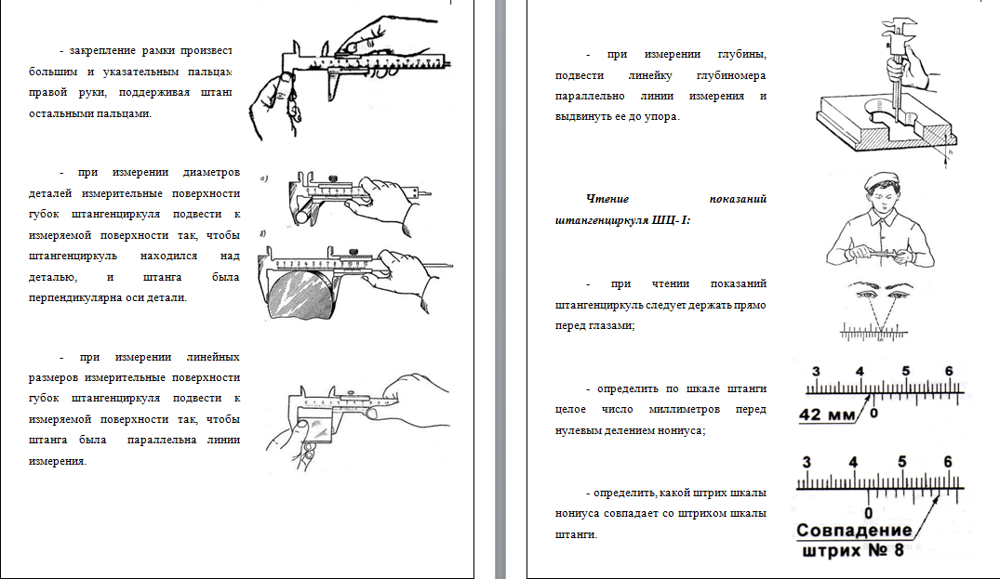 - закрепление рамки произвест
большим и указательным пальцам
правой руки, поддерживая штанг
остальными пальцами.
- при измерении диаметров
деталей измерительные поверхности
губок штангенциркуля подвести к
измеряемой поверхности так, чтобы
штангенциркуль находился над
деталью, и штанга была
перпендикулярна оси детали.
а)
б)
- при измерении линейных
размеров измерительные поверхности
губок штангенциркуля подвести к
измеряемой поверхности так, чтобы
штанга была параллельна линии
измерения.
- при измерении глубины,
подвести линейку глубиномера
параллельно линии измерения и
выдвинуть ее до упора.
h
Чтение показаний
штангенциркуля ШЦ- I:
- при чтении показаний
штангенциркуль следует держать прямо
перед глазами;
- определить по шкале штанги
целое число миллиметров перед
нулевым делением нониуса;
3 4 5 6
42 мм 0
- определить, какой штрих шкалы
нониуса совпадает со штрихом шкалы
штанги.
3 4 5 6
0
Совпадение
штрих № 8